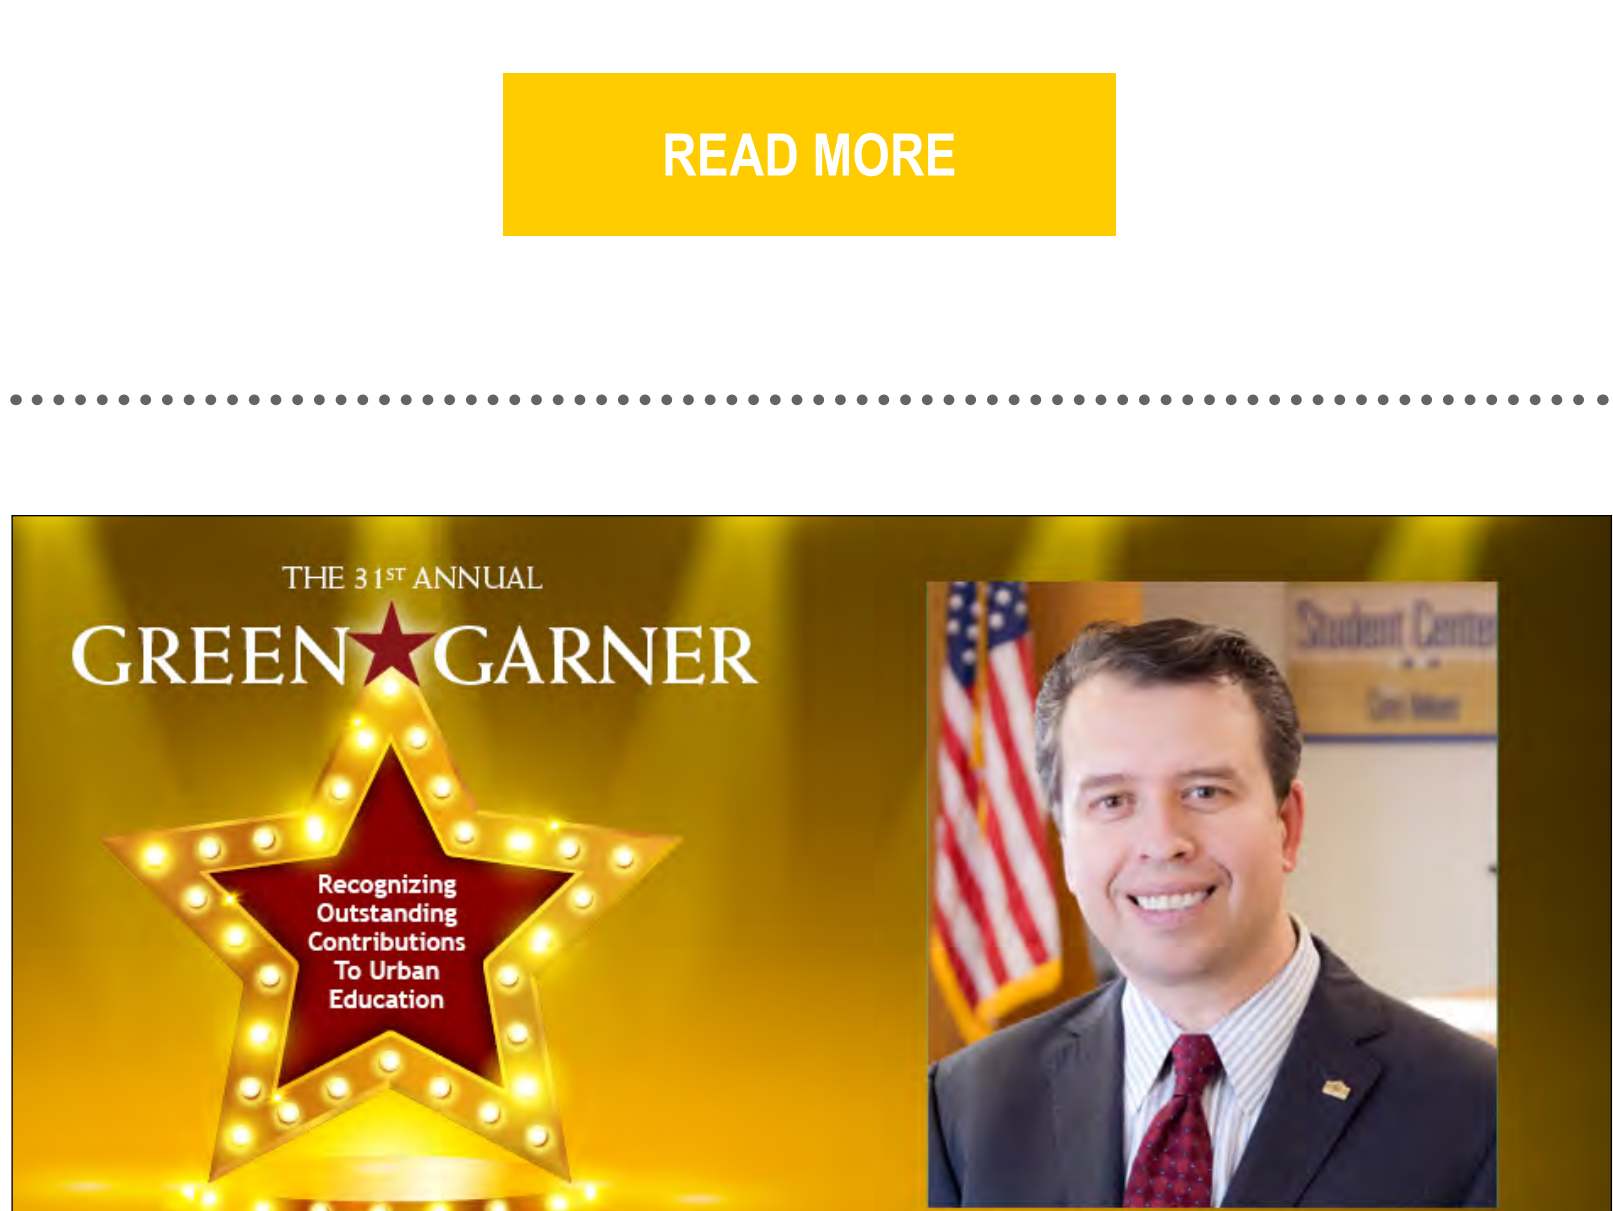 READ MORE
THE 31ST ANNUAL
GREEN GARNER
Recognizing
Outstanding
Contributions
To Urban
Education
Student Center